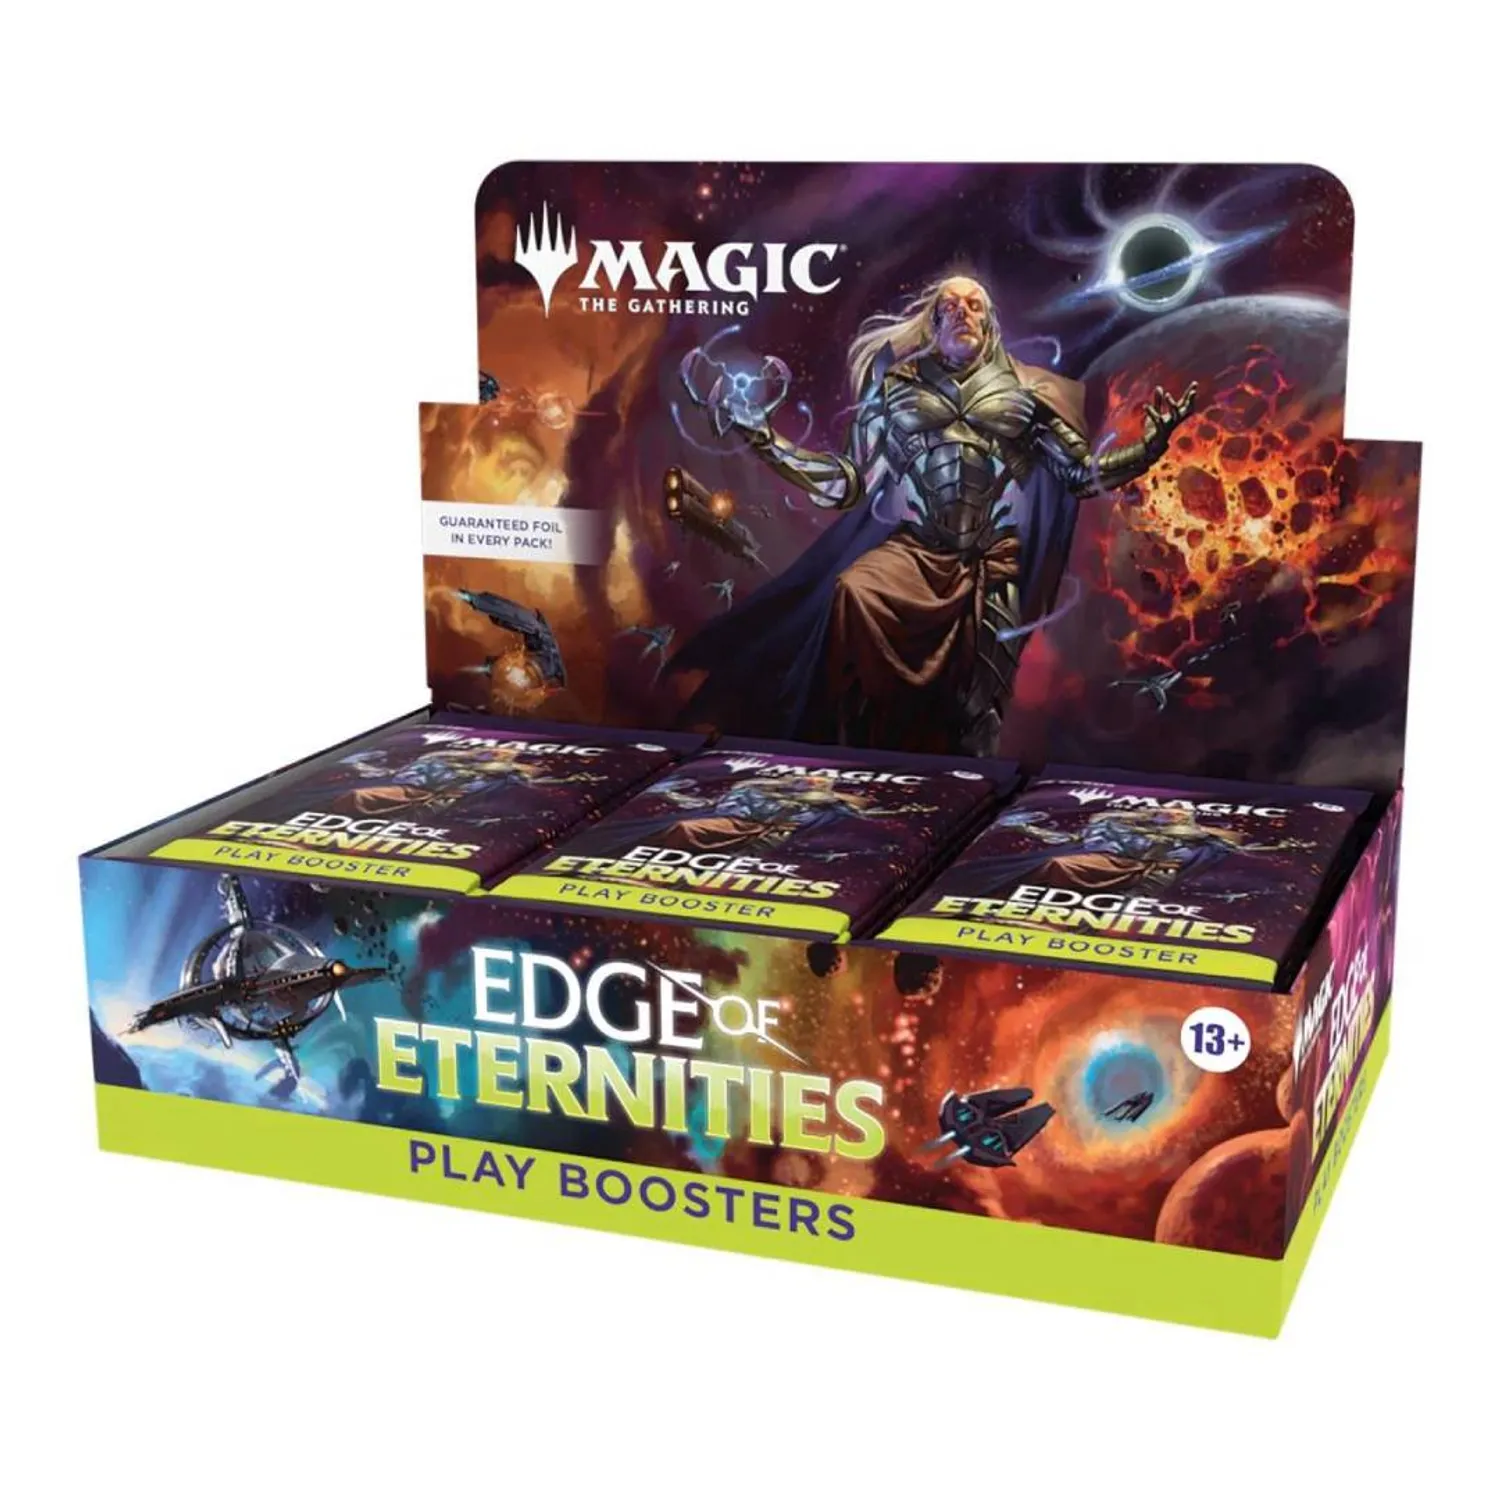 MAGIC
THE GATHERING
GUARANTEED FOIL
IN EVERY PACK!
MAGIC
EDGE OF
ETERNITIES
PLAY BOOSTER
MAGIC
EDGE OF
ETERNITIES
PLAY BOOSTER
MAGIC
EDGE OF
ETERNITIES
PLAY BOOSTER
EDGE OF
ETERNITIES
PLAY BOOSTERS
13+
MAGIC
EDGE OF
ETERNITIES
PLAY BOOSTERS